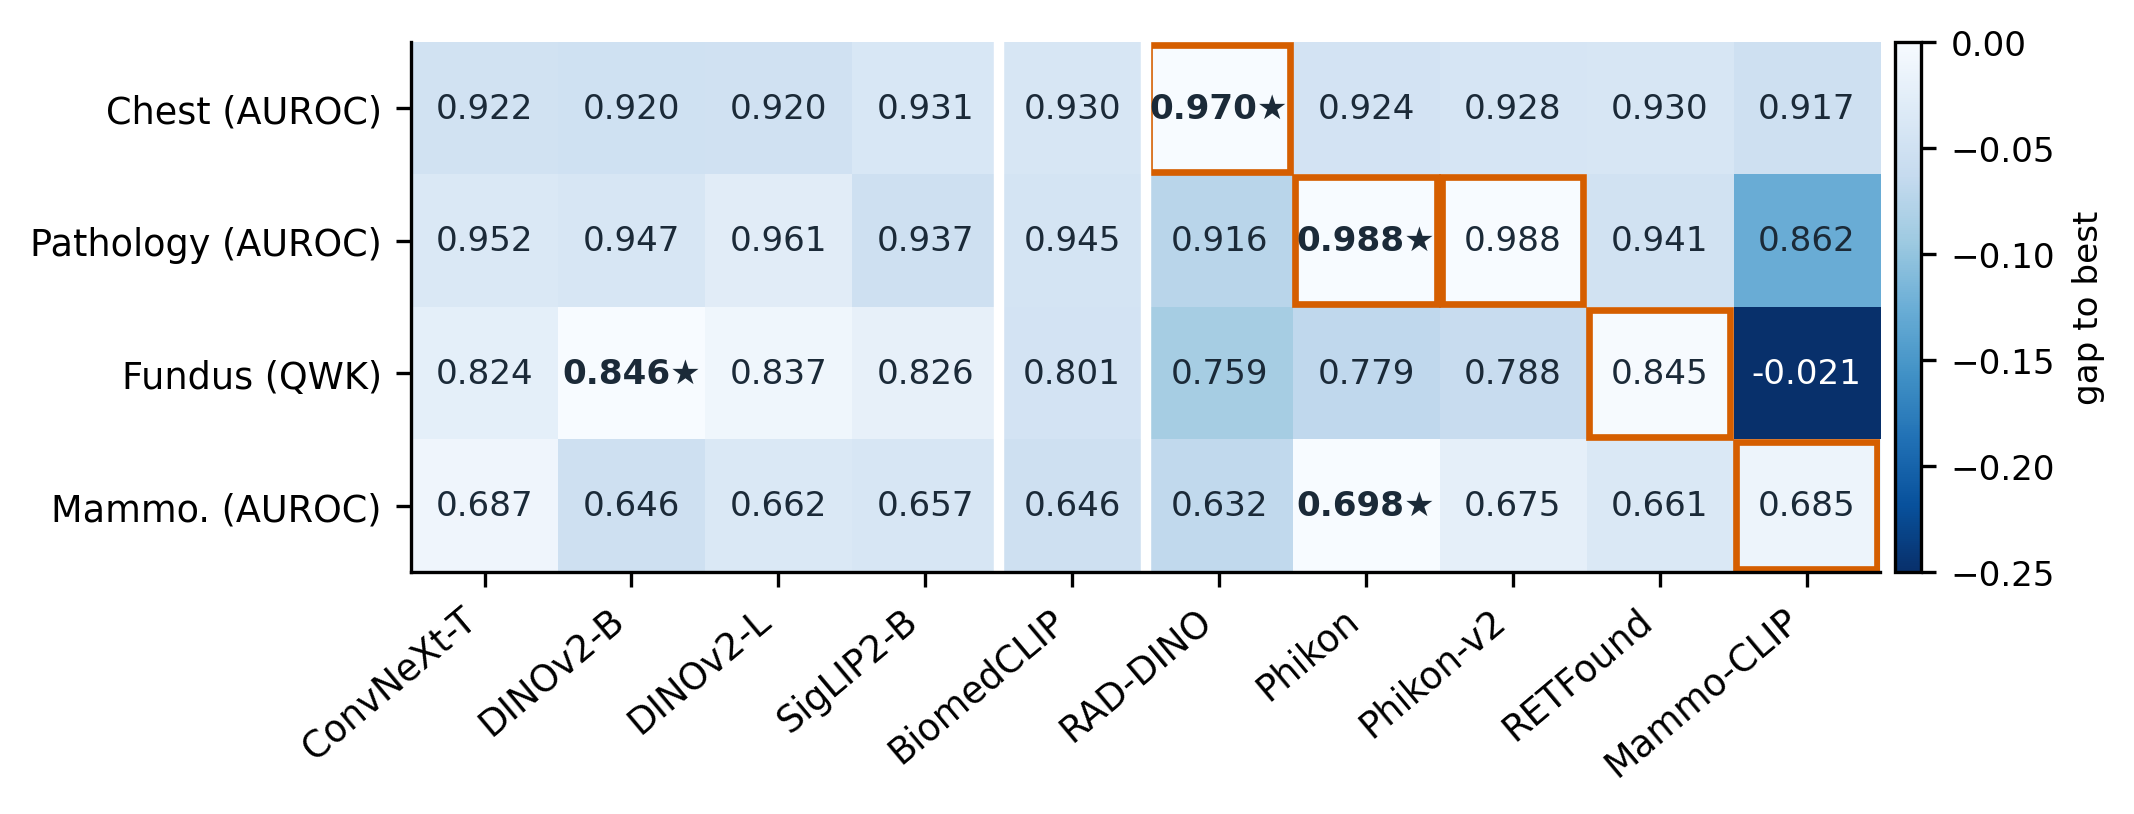 Chest (AUROC) 0.922 0.920 0.920 0.931 0.930 0.970★ 0.924 0.928 0.930 0.917
Pathology (AUROC) 0.952 0.947 0.961 0.937 0.945 0.916 0.988★ 0.988 0.941 0.862
Fundus (QWK) 0.824 0.846★ 0.837 0.826 0.801 0.759 0.779 0.788 0.845 -0.021
Mammo. (AUROC) 0.687 0.646 0.662 0.657 0.646 0.632 0.698★ 0.675 0.661 0.685
ConvNeXt-T
DINOv2-B
DINOv2-L
SigLIP2-B
BiomedCLIP
RAD-DINO
Phikon
Phikon-v2
RETFound
Mammo-CLIP
0.00
−0.05
−0.10
−0.15
−0.20
−0.25
gap to best